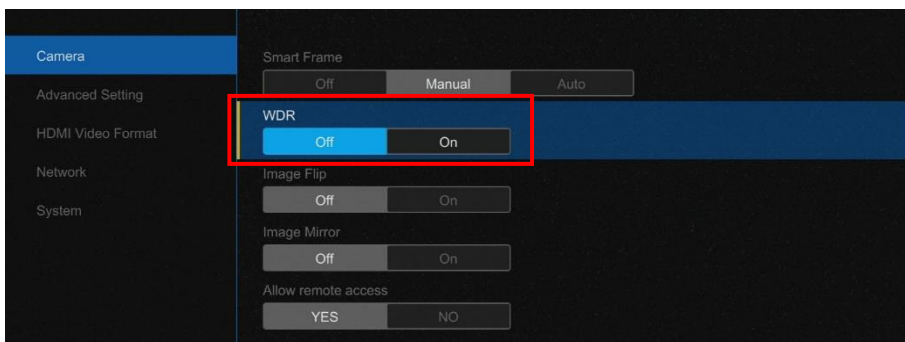 Camera
Advanced Setting
HDMI Video Format
Network
System
Smart Frame
Off Manual Auto
WDR
Off On
Image Flip
Off On
Image Mirror
Off On
Allow remote access
YES NO